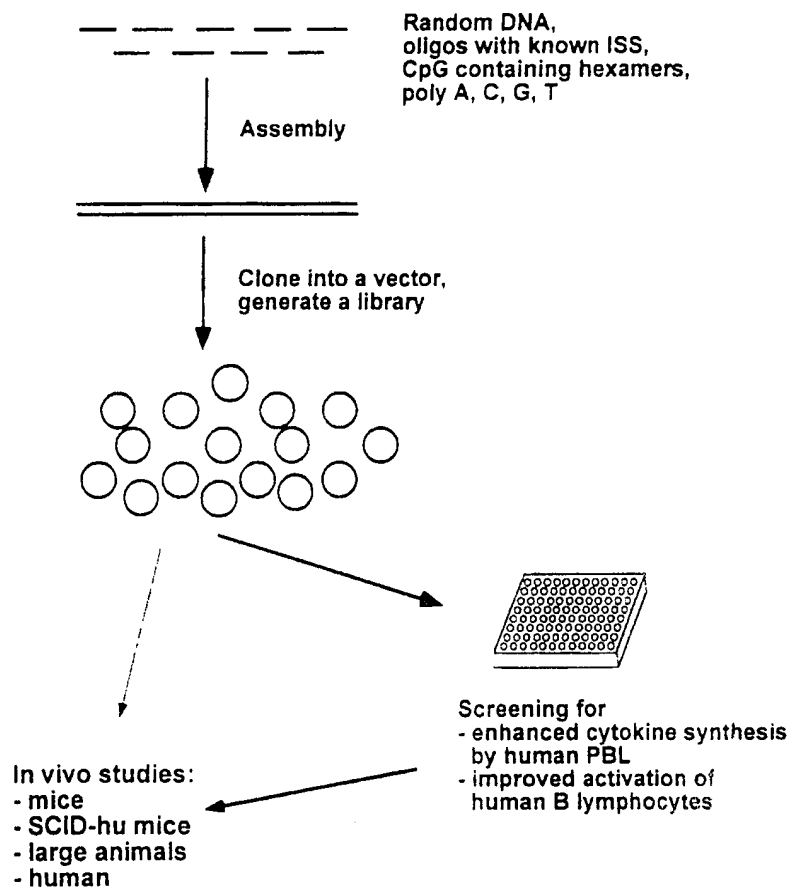 Random DNA,
oligos with known ISS,
CpG containing hexamers,
poly A, C, G, T
Assembly
Clone into a vector,
generate a library
Screening for
- enhanced cytokine synthesis
by human PBL
- improved activation of
human B lymphocytes
In vivo studies:
- mice
- SCID-hu mice
- large animals
- human